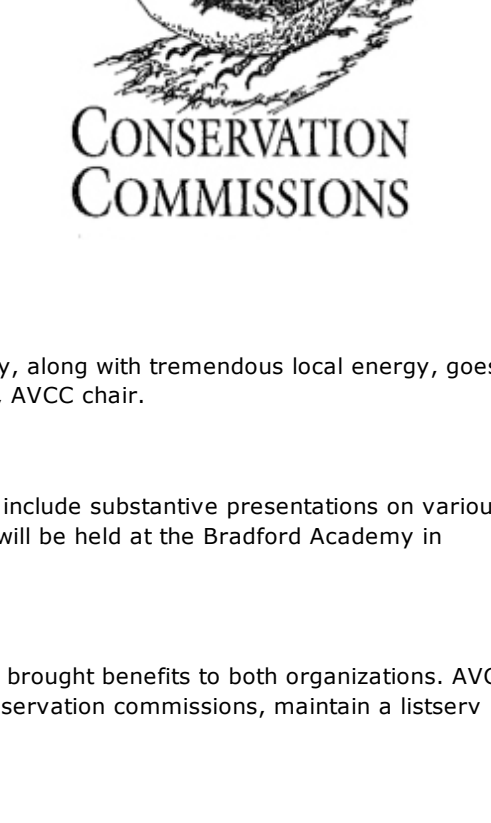 CONSERVATION
COMMISSIONS
y, along with tremendous local energy, goes
, AVCC chair.
include substantive presentations on variou
will be held at the Bradford Academy in
brought benefits to both organizations. AVC
servation commissions, maintain a listserv